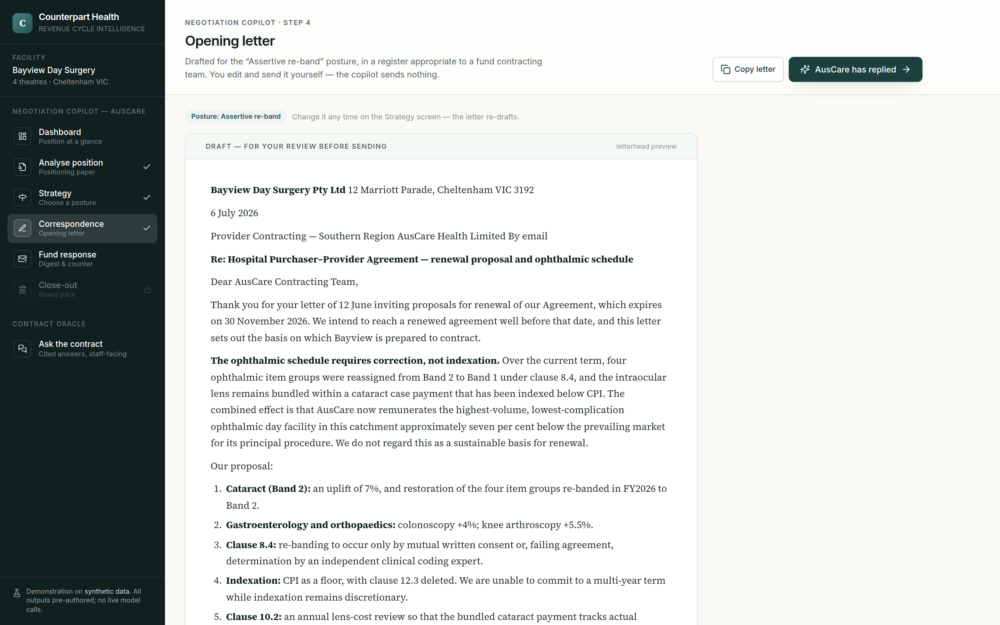 C
Counterpart Health
REVENUE CYCLE INTELLIGENCE
FACILITY
Bayview Day Surgery
4 theatres · Cheltenham VIC
NEGOTIATION COPILOT — AUSCARE
Dashboard
Position at a glance
Analyse position
Positioning paper
Strategy
Choose a posture
Correspondence
Opening letter
Fund response
Digest & counter
Close-out
Board pack
CONTRACT ORACLE
Ask the contract
Cited answers, staff-facing
Demonstration on synthetic data. All
outputs pre-authored; no live model
calls.
NEGOTIATION COPILOT · STEP 4
Opening letter
Drafted for the “Assertive re-band” posture, in a register appropriate to a fund contracting
team. You edit and send it yourself — the copilot sends nothing.
Copy letter
AusCare has replied
Posture: Assertive re-band
Change it any time on the Strategy screen — the letter re-drafts.
DRAFT — FOR YOUR REVIEW BEFORE SENDING
letterhead preview
Bayview Day Surgery Pty Ltd 12 Marriott Parade, Cheltenham VIC 3192
6 July 2026
Provider Contracting — Southern Region AusCare Health Limited By email
Re: Hospital Purchaser–Provider Agreement — renewal proposal and ophthalmic schedule
Dear AusCare Contracting Team,
Thank you for your letter of 12 June inviting proposals for renewal of our Agreement, which expires
on 30 November 2026. We intend to reach a renewed agreement well before that date, and this letter
sets out the basis on which Bayview is prepared to contract.
The ophthalmic schedule requires correction, not indexation. Over the current term, four
ophthalmic item groups were reassigned from Band 2 to Band 1 under clause 8.4, and the intraocular
lens remains bundled within a cataract case payment that has been indexed below CPI. The
combined effect is that AusCare now remunerates the highest-volume, lowest-complication
ophthalmic day facility in this catchment approximately seven per cent below the prevailing market
for its principal procedure. We do not regard this as a sustainable basis for renewal.
Our proposal:
1. Cataract (Band 2): an uplift of 7%, and restoration of the four item groups re-banded in FY2026 to
Band 2.
2. Gastroenterology and orthopaedics: colonoscopy +4%; knee arthroscopy +5.5%.
3. Clause 8.4: re-banding to occur only by mutual written consent or, failing agreement,
determination by an independent clinical coding expert.
4. Indexation: CPI as a floor, with clause 12.3 deleted. We are unable to commit to a multi-year term
while indexation remains discretionary.
5. Clause 10.2: an annual lens-cost review so that the bundled cataract payment tracks actual